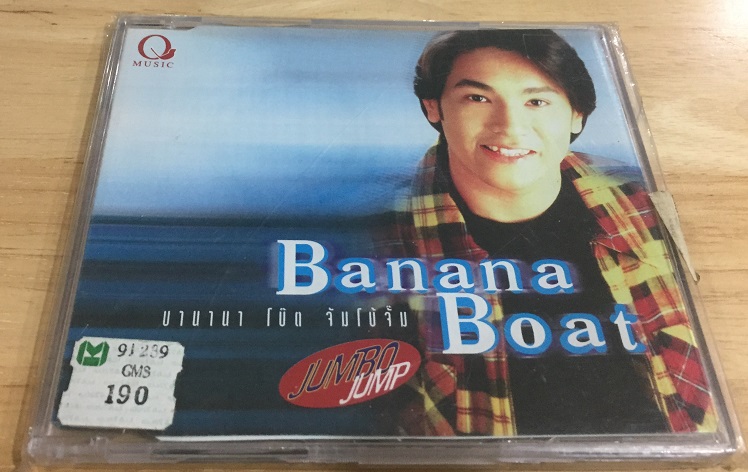 Q
MUSIC
Banana
Boat
บานานา โบ๊ต จัมโบ้จั๊ม
JUMBO
JUMP
91 239
GMS
190